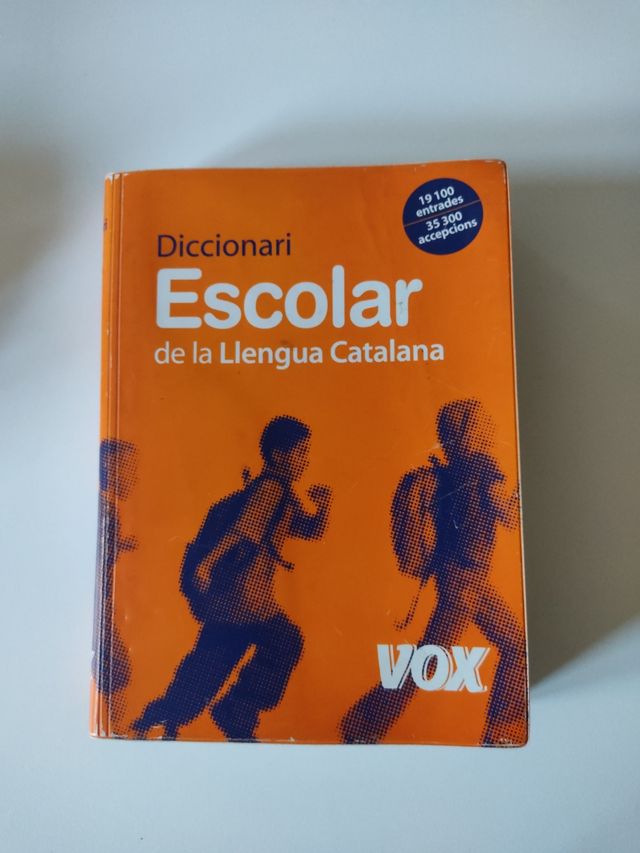 19 100
entrades
35 300
accepcions
Diccionari
Escolar
de la Llengua Catalana
VOX